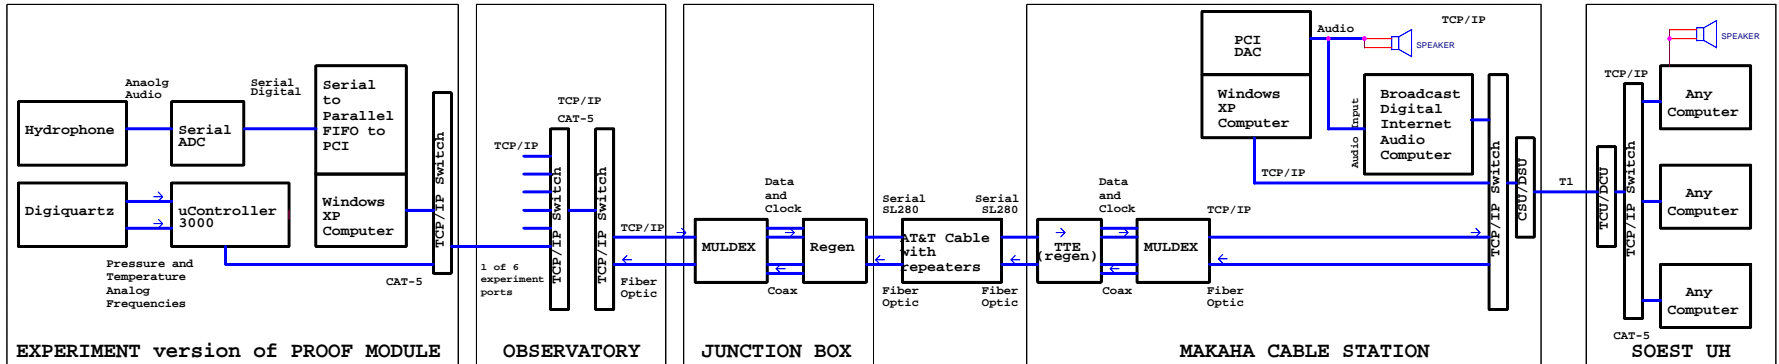 Anaolg
Audio
Serial
Digital
Hydrophone
Serial
ADC
Serial
to
Parallel
FIFO to
PCI
Digiquartz
uController
3000
Windows
XP
Computer
TCP/IP Switch
Pressure and
Temperature
Analog
Frequencies
CAT-5
EXPERIMENT version of PROOF MODULE
TCP/IP
CAT-5
TCP/IP
TCP/IP Switch
TCP/IP Switch
1 of 6
experiment
ports
TCP/IP
Fiber
Optic
OBSERVATORY
Data
and
Clock
MULDEX
Regen
Coax
JUNCTION BOX
Serial
SL280
Serial
SL280
AT&T Cable
with
repeaters
Fiber
Optic
Fiber
Optic
PCI
DAC
Windows
XP
Computer
Audio
SPEAKER
TCP/IP
Audio Input
Broadcast
Digital
Internet
Audio
Computer
TCP/IP
Data
and
Clock
TTE
(regen)
MULDEX
TCP/IP
Coax
Fiber
Optic
TCP/IP Switch
CSU/DSU
MAKAHA CABLE STATION
T1
TCU/DCU
TCP/IP
TCP/IP Switch
SPEAKER
Any
Computer
Any
Computer
Any
Computer
CAT-5
SOEST UH